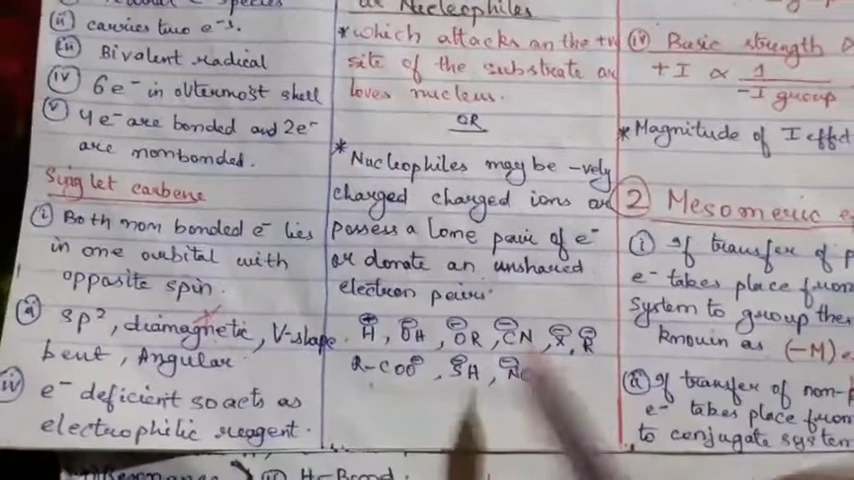 species
(ii) carries two e⁻s.
(iii) Bivalent radical
(iv) 6e⁻ in outermost shell
(v) 4e⁻ are bonded and 2e⁻
are nonbonded.
Singlet carbene
(i) Both non bonded e⁻ lies
in one orbital with
opposite spin.
(ii) sp², diamagnetic, V-shape
bent, Angular
(iv) e⁻ deficient so acts as
electrophilic reagent.
Nucleophiles
*which attacks on the +ve
site of the substrate or
loves nucleus.
OR
*Nucleophiles may be -vely
charged charged ions or
possess a lone pair of e⁻
or donate an unshared
electron pairs.
H, OH, OR, CN, X, R
R-COO, SH,
(iv) Basic strength
+I ∝ 1
-I group
*Magnitude of I effect
2 Mesomeric
(i) If transfer of
e⁻ takes place from
system to group then
known as (-M)
(ii) If transfer of non-
e⁻ takes place from
to conjugate system
Resonance
H-Bond